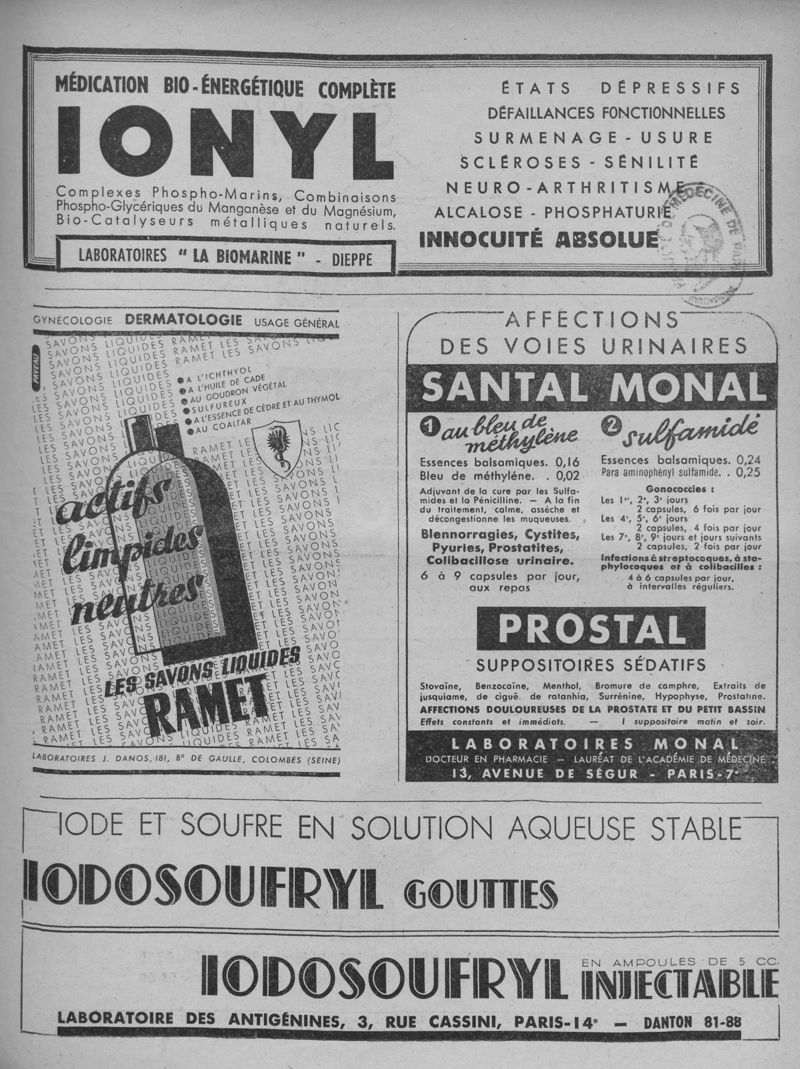 MÉDICATION BIO-ÉNERGÉTIQUE COMPLÈTE
IONYL
Complexes Phospho-Marins, Combinaisons
Phospho-Glycériques du Manganèse et du Magnésium,
Bio-Catalyseurs métalliques naturels.
LABORATOIRES "LA BIOMARINE" - DIEPPE
ÉTATS DÉPRESSIFS
DÉFAILLANCES FONCTIONNELLES
SURMENAGE - USURE
SCLÉROSES - SÉNILITÉ
NEURO-ARTHRITISME
ALCALOSE - PHOSPHATURIE
INNOCUITÉ ABSOLUE
GYNÉCOLOGIE DERMATOLOGIE USAGE GÉNÉRAL
PAVEAU
LES SAVONS LIQUIDES RAMET
A L'ICHTHYOL
A L'HUILE DE CADE
AU GOUDRON VÉGÉTAL
SULFUREUX
A L'ESSENCE DE CÈDRE ET AU THYMOL
AU COALTAR
actifs
limpides
neutres
LES SAVONS LIQUIDES
RAMET
LABORATOIRES J. DANOS, 181, Bd DE GAULLE, COLOMBES (SEINE)
AFFECTIONS
DES VOIES URINAIRES
SANTAL MONAL
1 au bleu de
méthylène
Essences balsamiques. 0,16
Bleu de méthyléne. . 0,02
Adjuvant de la cure par les Sulfa-
mides et la Pénicilline. — A la fin
du traitement, calme, assèche et
décongestionne les muqueuses.
Blennorragies, Cystites,
Pyuries, Prostatites,
Colibacillose urinaire.
6 à 9 capsules par jour,
aux repas
2 sulfamidé
Essences balsamiques. 0,24
Para aminophényl sulfamide. . 0,25
Gonococcies :
Les 1er, 2e, 3e jours
2 capsules, 6 fois par jour
Les 4e, 5e, 6e jours
2 capsules, 4 fois par jour
Les 7e, 8e, 9e jours et jours suivants
2 capsules, 2 fois par jour
Infections à streptocoques, à sta-
phylocoques et à colibacilles :
4 à 6 capsules par jour,
à intervalles réguliers.
PROSTAL
SUPPOSITOIRES SÉDATIFS
Stovaïne, Benzocaïne, Menthol, Bromure de camphre, Extraits de
jusquiame, de ciguë. de ratanhia, Surrénine, Hypophyse, Prostatine.
AFFECTIONS DOULOUREUSES DE LA PROSTATE ET DU PETIT BASSIN
Effets constants et immédiats. — 1 suppositoire matin et soir.
LABORATOIRES MONAL
DOCTEUR EN PHARMACIE — LAURÉAT DE L'ACADÉMIE DE MÉDECINE
13, AVENUE DE SÉGUR - PARIS-7e
IODE ET SOUFRE EN SOLUTION AQUEUSE STABLE
IODOSOUFRYL GOUTTES
IODOSOUFRYL EN AMPOULES DE 5 CC.
INJECTABLE
LABORATOIRE DES ANTIGÉNINES, 3, RUE CASSINI, PARIS-14e — DANTON 81-88